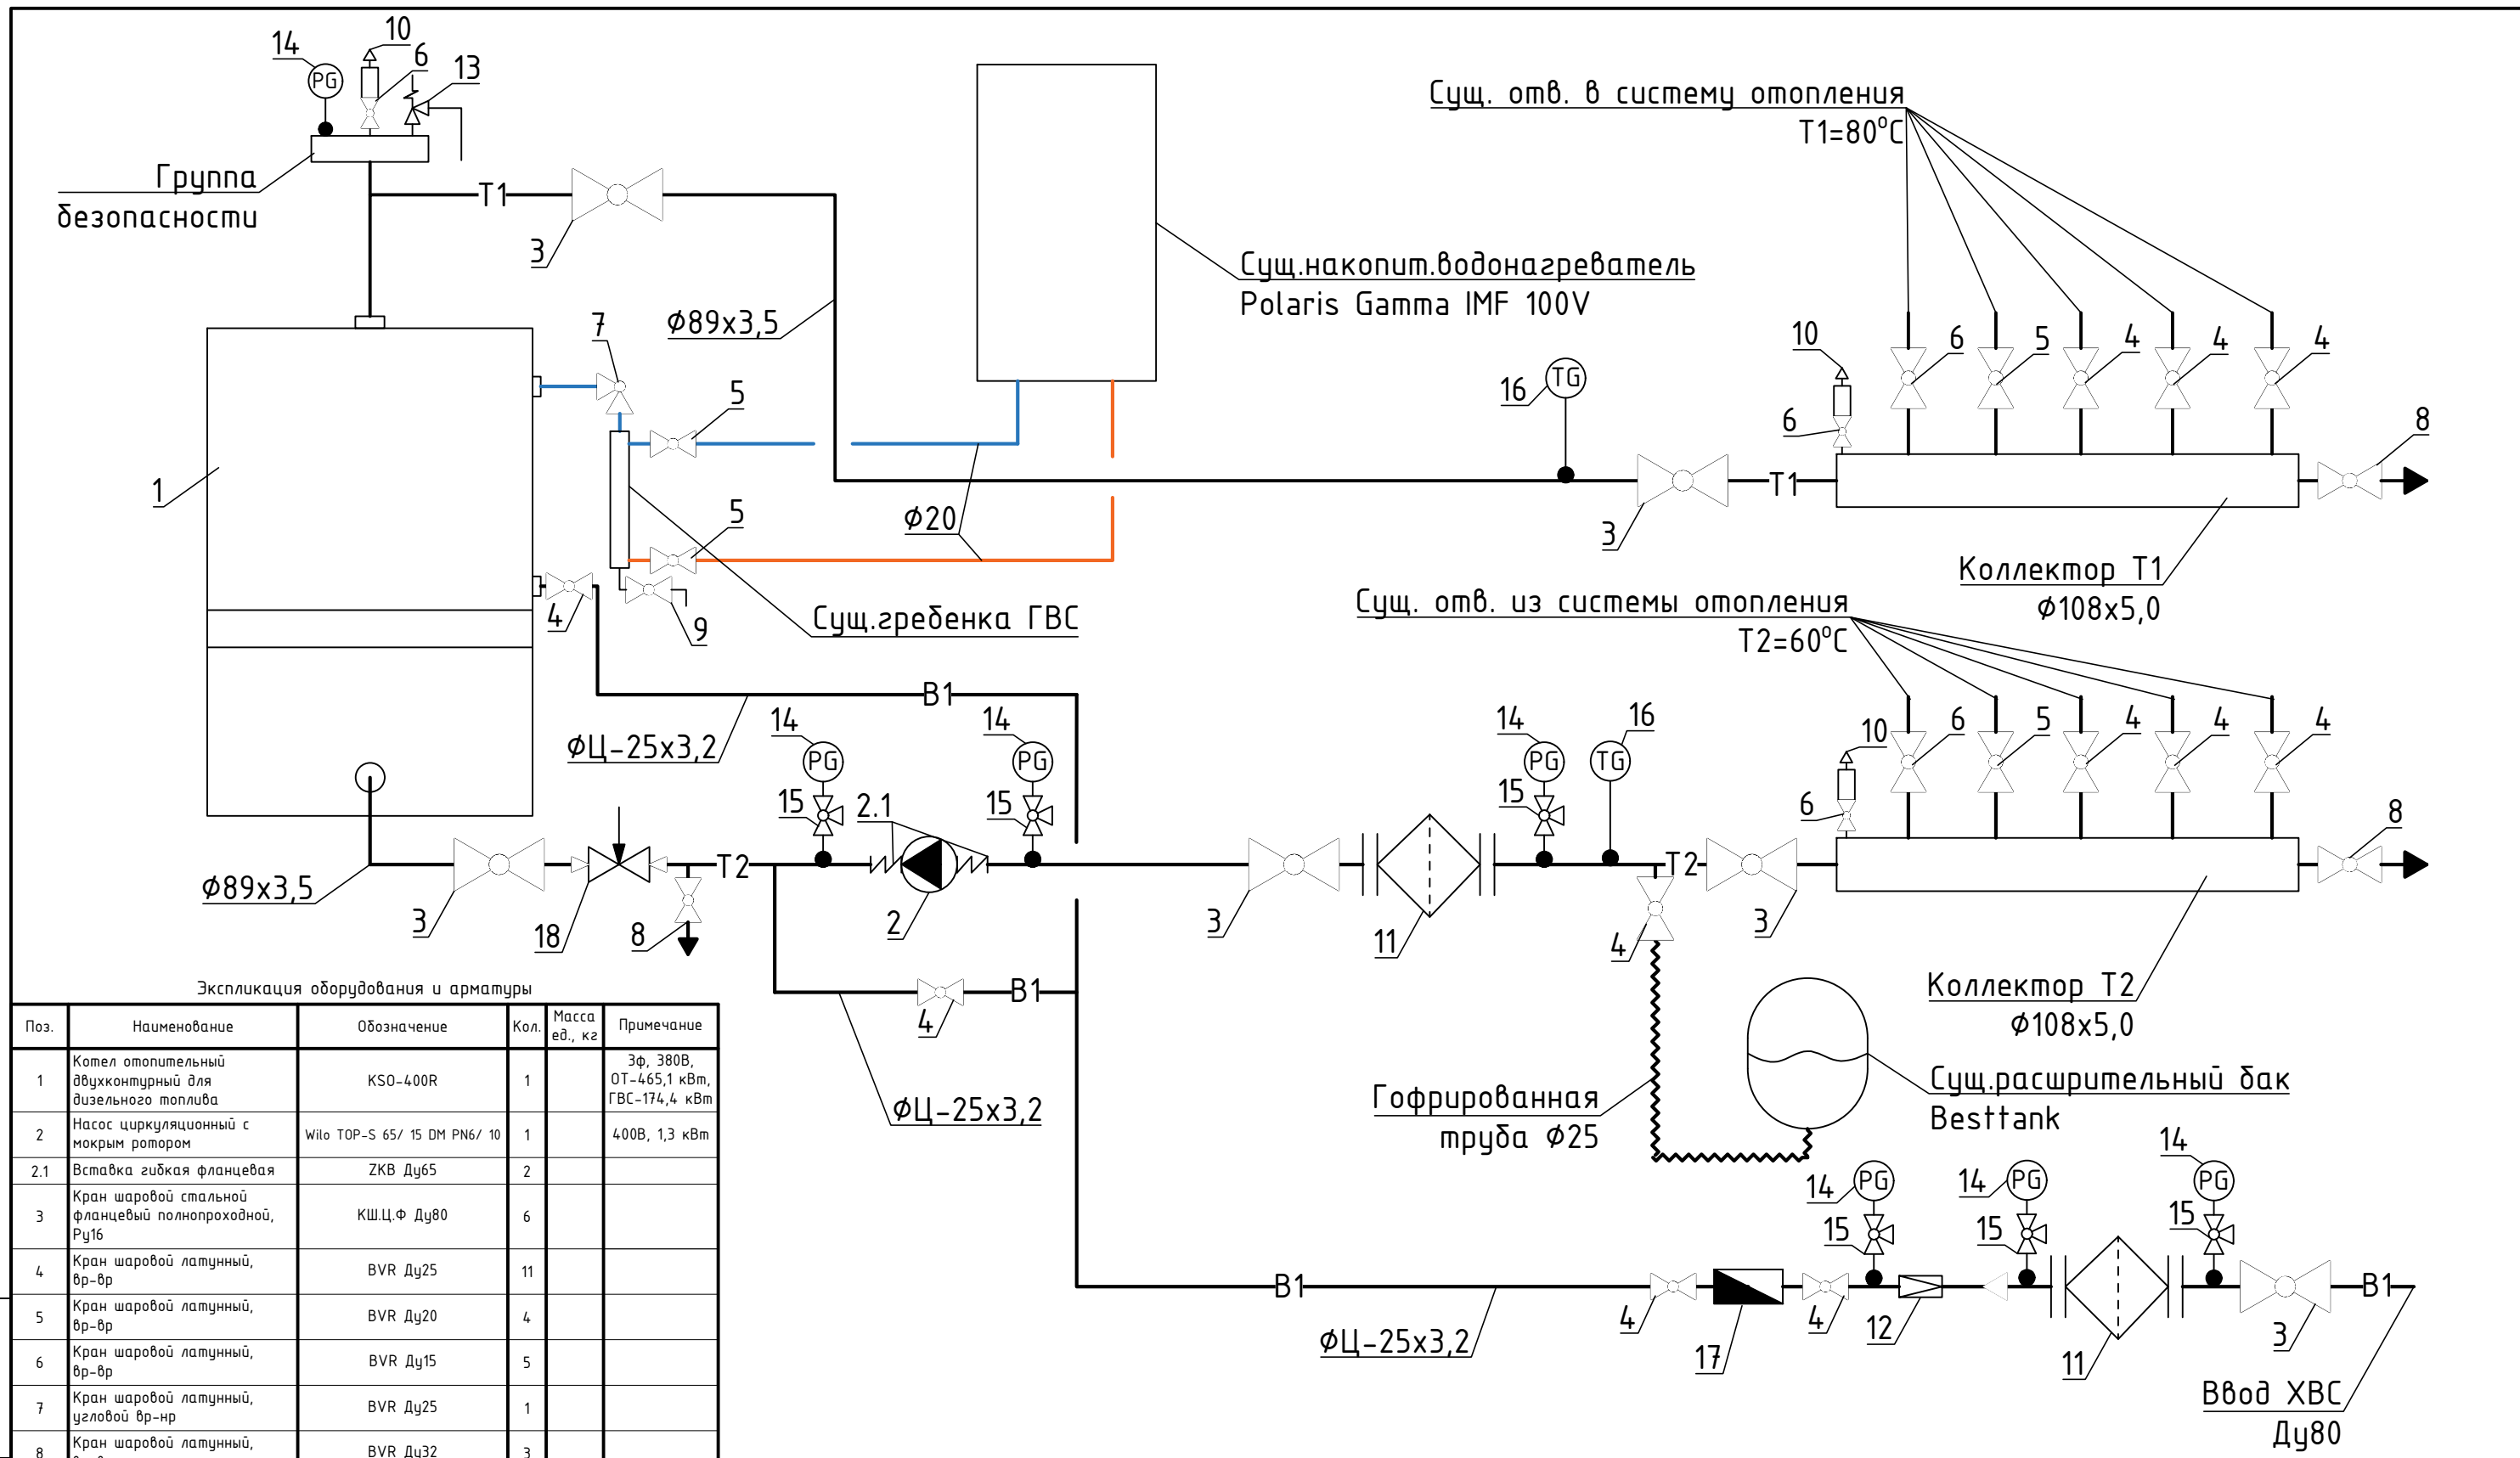 10
14
6
13
PG
Группа
безопасности
T1
3
Ф89х3,5
Сущ.накопит.водонагреватель
Polaris Gamma IMF 100V
Сущ. отв. в систему отопления
T1=80°C
7
5
5
1
4
9
Ф20
Сущ.гребенка ГВС
16
TG
3
T1
10
6
6
5
4
4
4
8
Коллектор T1
Ф108х5,0
Сущ. отв. из системы отопления
T2=60°C
B1
ФЦ-25х3,2
14
PG
15
2.1
14
PG
15
14
PG
15
16
TG
10
6
6
5
4
4
4
8
Ф89х3,5
3
18
8
T2
2
3
11
T2
4
3
Коллектор T2
Ф108х5,0
4
B1
ФЦ-25х3,2
Гофрированная
труба Ф25
Сущ.расшрительный бак
Besttank
B1
ФЦ-25х3,2
4
17
4
14
PG
15
12
14
PG
15
11
14
PG
15
3
B1
Ввод ХВС
Ду80
Экспликация оборудования и арматуры
Поз. Наименование Обозначение Кол. Масса ед., кг Примечание
1 Котел отопительный двухконтурный для дизельного топлива KSO-400R 1 3ф, 380В, ОТ-465,1 кВт, ГВС-174,4 кВт
2 Насос циркуляционный с мокрым ротором Wilo TOP-S 65/ 15 DM PN6/ 10 1 400В, 1,3 кВт
2.1 Вставка гибкая фланцевая ZKB Ду65 2
3 Кран шаровой стальной фланцевый полнопроходной, Ру16 КШ.Ц.Ф Ду80 6
4 Кран шаровой латунный, вр-вр BVR Ду25 11
5 Кран шаровой латунный, вр-вр BVR Ду20 4
6 Кран шаровой латунный, вр-вр BVR Ду15 5
7 Кран шаровой латунный, угловой вр-нр BVR Ду25 1
8 Кран шаровой латунный, BVR Ду32 3